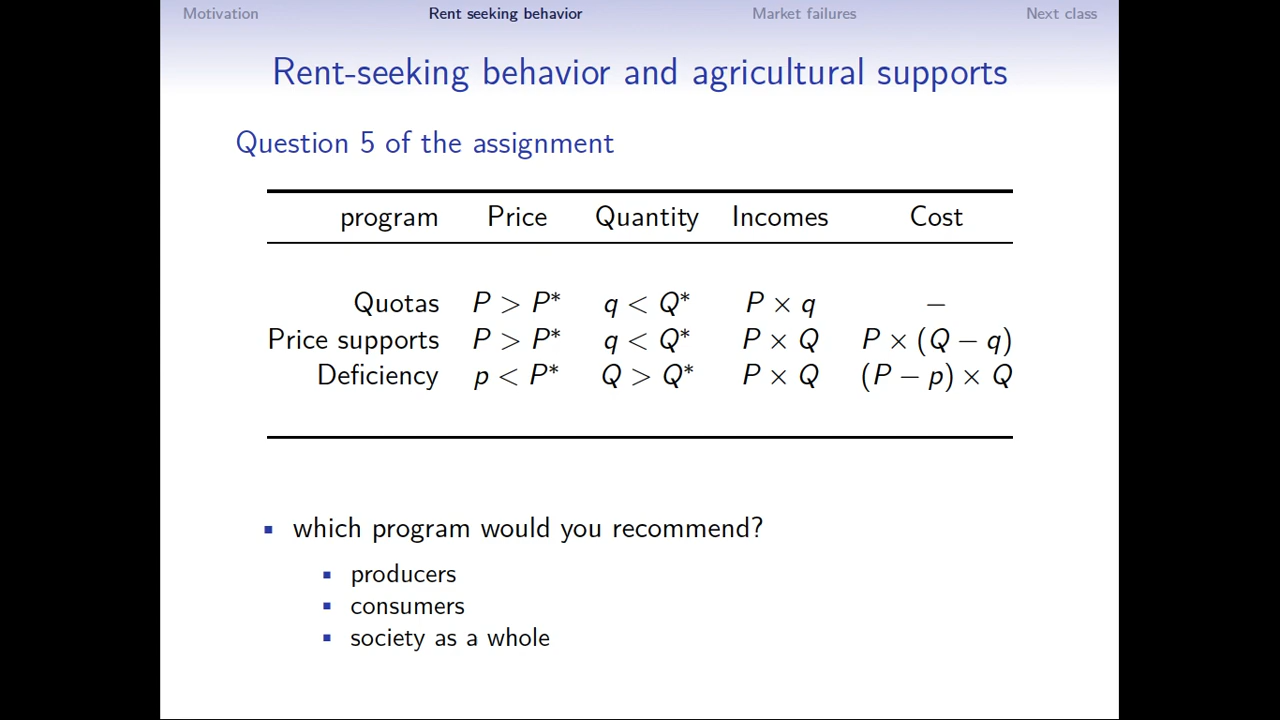 Motivation Rent seeking behavior Market failures Next class
Rent-seeking behavior and agricultural supports
Question 5 of the assignment
program Price Quantity Incomes Cost
Quotas P > P* q < Q* P × q –
Price supports P > P* q < Q* P × Q P × (Q − q)
Deficiency p < P* Q > Q* P × Q (P − p) × Q
which program would you recommend?
producers
consumers
society as a whole